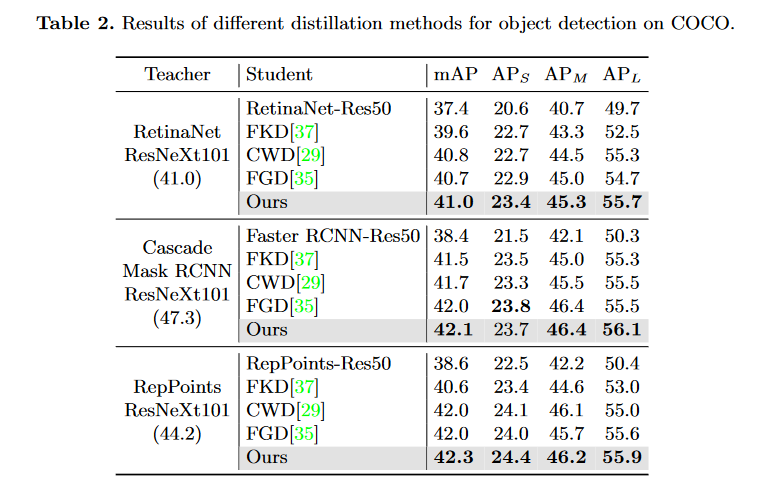 Table 2. Results of different distillation methods for object detection on COCO.
Teacher Student mAP AP_S AP_M AP_L
RetinaNet ResNeXt101 (41.0)
RetinaNet-Res50 37.4 20.6 40.7 49.7
FKD[37] 39.6 22.7 43.3 52.5
CWD[29] 40.8 22.7 44.5 55.3
FGD[35] 40.7 22.9 45.0 54.7
Ours 41.0 23.4 45.3 55.7
Cascade Mask RCNN ResNeXt101 (47.3)
Faster RCNN-Res50 38.4 21.5 42.1 50.3
FKD[37] 41.5 23.5 45.0 55.3
CWD[29] 41.7 23.3 45.5 55.5
FGD[35] 42.0 23.8 46.4 55.5
Ours 42.1 23.7 46.4 56.1
RepPoints ResNeXt101 (44.2)
RepPoints-Res50 38.6 22.5 42.2 50.4
FKD[37] 40.6 23.4 44.6 53.0
CWD[29] 42.0 24.1 46.1 55.0
FGD[35] 42.0 24.0 45.7 55.6
Ours 42.3 24.4 46.2 55.9